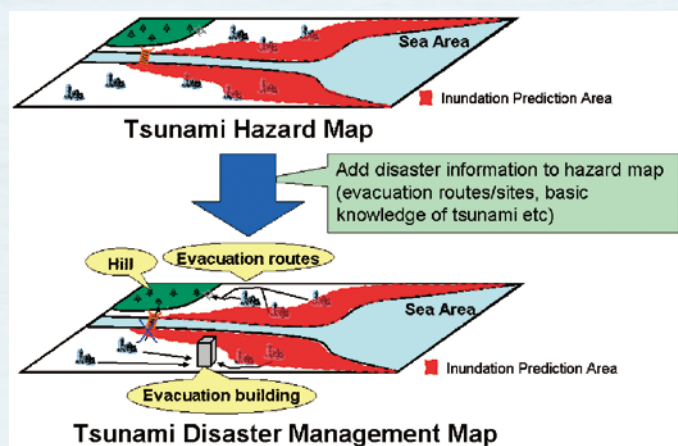 Sea Area
Inundation Prediction Area
Tsunami Hazard Map
Add disaster information to hazard map
(evacuation routes/sites, basic
knowledge of tsunami etc)
Evacuation routes
Hill
Sea Area
Inundation Prediction Area
Evacuation building
Tsunami Disaster Management Map